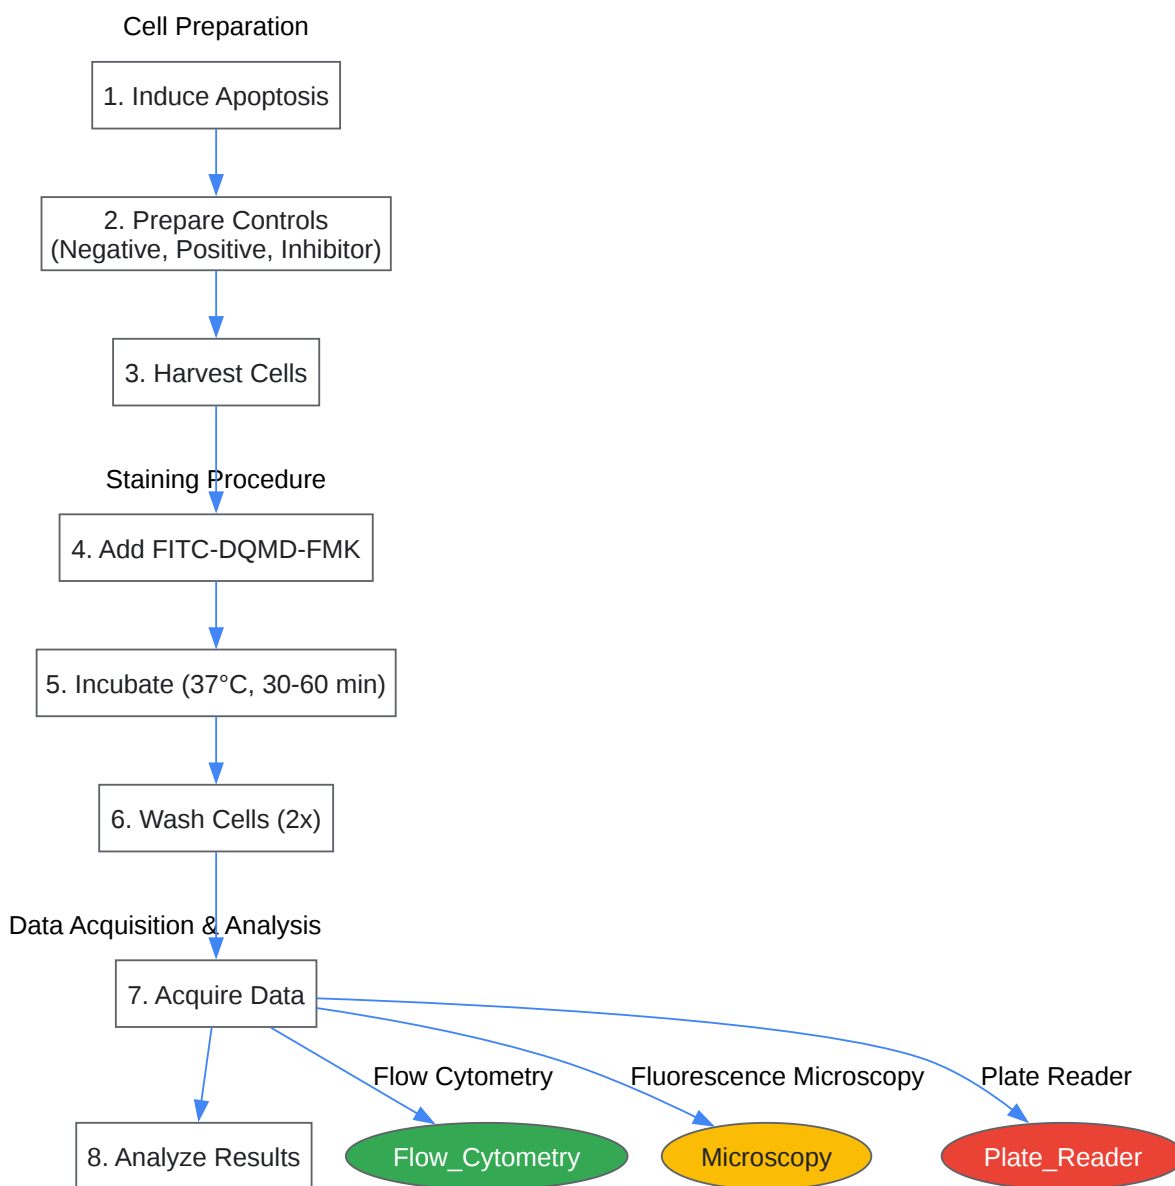 Cell Preparation
1. Induce Apoptosis
2. Prepare Controls
(Negative, Positive, Inhibitor)
3. Harvest Cells
Staining Procedure
4. Add FITC-DQMD-FMK
5. Incubate (37°C, 30-60 min)
6. Wash Cells (2x)
Data Acquisition & Analysis
7. Acquire Data
Flow Cytometry
Fluorescence Microscopy
Plate Reader
8. Analyze Results
Flow_Cytometry
Microscopy
Plate_Reader